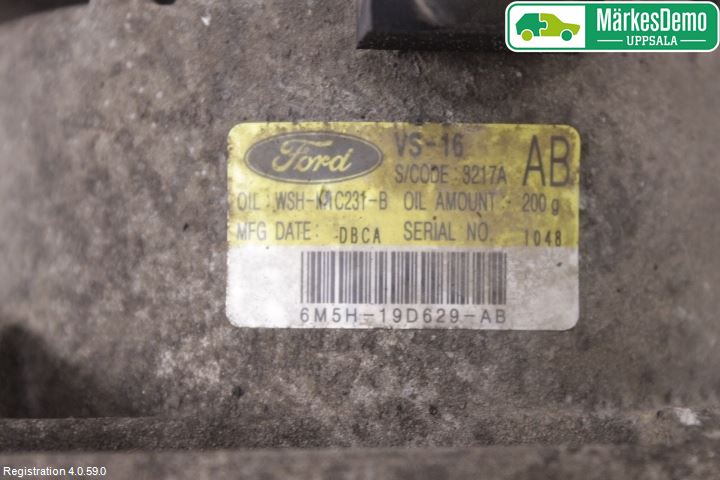 MärkesDemo
UPPSALA
Ford VS-16 AB
S/CODE: 3217A
OIL: WSH-M1C231-B OIL AMOUNT: 200g
MFG DATE: DBCA SERIAL NO. 1048
6M5H-19D629-AB
Registration 4.0.59.0